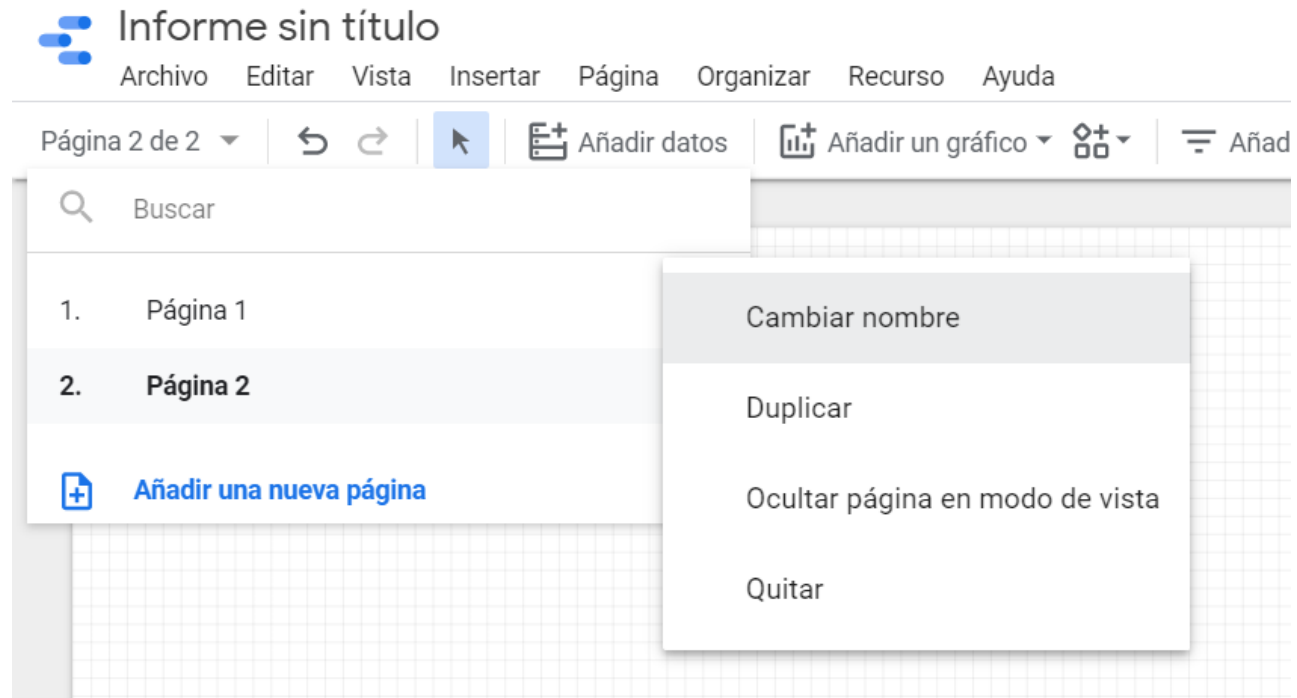 Informe sin título
Archivo Editar Vista Insertar Página Organizar Recurso Ayuda
Página 2 de 2 Añadir datos Añadir un gráfico Añad
Buscar
1. Página 1
2. Página 2
Añadir una nueva página
Cambiar nombre
Duplicar
Ocultar página en modo de vista
Quitar